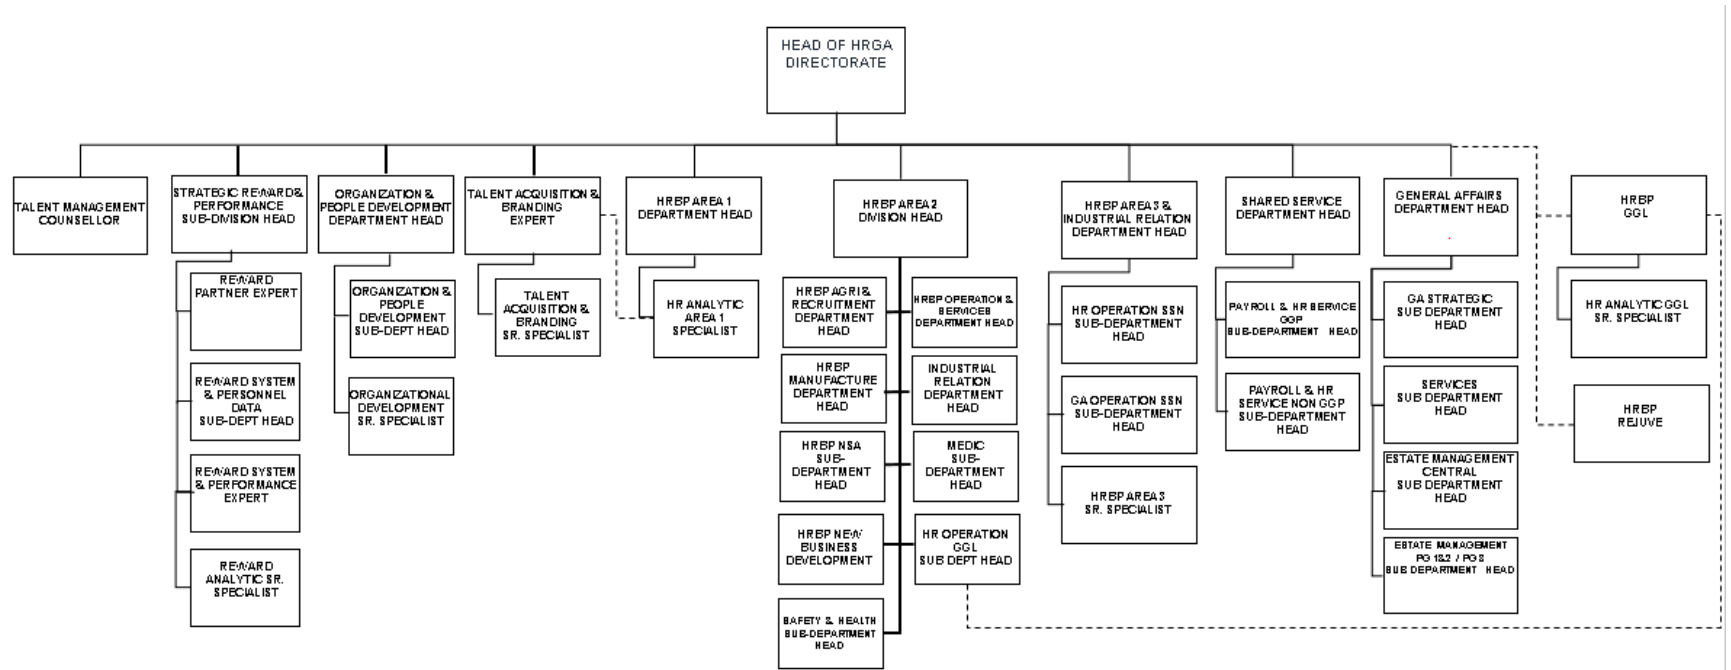 HEAD OF HRGA
DIRECTORATE
TALENT MANAGEMENT
COUNSELLOR
STRATEGIC REWARD &
PERFORMANCE
SUB-DIVISION HEAD
ORGANIZATION &
PEOPLE DEVELOPMENT
DEPARTMENT HEAD
TALENT ACQUISITION &
BRANDING
EXPERT
HRBP AREA 1
DEPARTMENT HEAD
HRBP AREA 2
DIVISION HEAD
HRBP AREA 3 &
INDUSTRIAL RELATION
DEPARTMENT HEAD
SHARED SERVICE
DEPARTMENT HEAD
GENERAL AFFAIRS
DEPARTMENT HEAD
HRBP
GGL
REWARD
PARTNER EXPERT
REWARD SYSTEM
& PERSONNEL
DATA
SUB-DEPT HEAD
REWARD SYSTEM
& PERFORMANCE
EXPERT
REWARD
ANALYTIC SR.
SPECIALIST
ORGANIZATION &
PEOPLE
DEVELOPMENT
SUB-DEPT HEAD
ORGANIZATIONAL
DEVELOPMENT
SR. SPECIALIST
TALENT
ACQUISITION &
BRANDING
SR. SPECIALIST
HR ANALYTIC
AREA 1
SPECIALIST
HRBP AGRI &
RECRUITMENT
DEPARTMENT
HEAD
HRBP OPERATION &
SERVICES
DEPARTMENT HEAD
HRBP
MANUFACTURE
DEPARTMENT
HEAD
INDUSTRIAL
RELATION
DEPARTMENT
HEAD
HRBP NSA
SUB-
DEPARTMENT
HEAD
MEDIC
SUB-
DEPARTMENT
HEAD
HRBP NEW
BUSINESS
DEVELOPMENT
HR OPERATION
GGL
SUB DEPT HEAD
SAFETY & HEALTH
SUB-DEPARTMENT
HEAD
HR OPERATION SSN
SUB-DEPARTMENT
HEAD
GA OPERATION SSN
SUB-DEPARTMENT
HEAD
HRBP AREA 3
SR. SPECIALIST
PAYROLL & HR SERVICE
GGP
SUB-DEPARTMENT HEAD
PAYROLL & HR
SERVICE NON GGP
SUB-DEPARTMENT
HEAD
GA STRATEGIC
SUB DEPARTMENT
HEAD
SERVICES
SUB DEPARTMENT
HEAD
ESTATE MANAGEMENT
CENTRAL
SUB DEPARTMENT
HEAD
ESTATE MANAGEMENT
PG 1&2 / PG3
SUB DEPARTMENT HEAD
HR ANALYTIC GGL
SR. SPECIALIST
HRBP
REJUVE